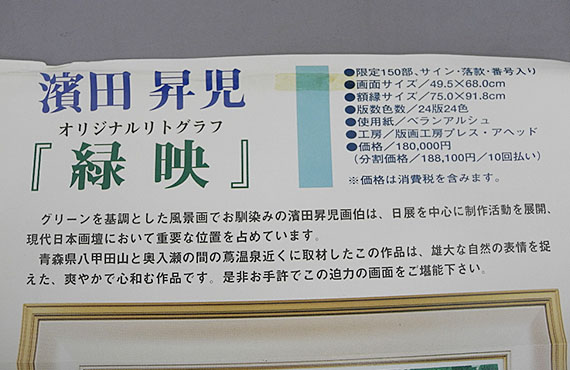 濱田 昇児
オリジナルリトグラフ
『 緑 映 』
●限定150部、サイン・落款・番号入り
●画面サイズ／49.5×68.0cm
●額縁サイズ／75.0×91.8cm
●版数色数／24版24色
●使用紙／ベランアルシュ
●工房／版画工房プレス・アヘッド
●価格／180,000円
（分割価格／188,100円／10回払い）
※価格は消費税を含みます。
グリーンを基調とした風景画でお馴染みの濱田昇児画伯は、日展を中心に制作活動を展開、
現代日本画壇において重要な位置を占めています。
青森県八甲田山と奥入瀬の間の蔦温泉近くに取材したこの作品は、雄大な自然の表情を捉
えた、爽やかで心和む作品です。是非お手許でこの迫力の画面をご堪能下さい。